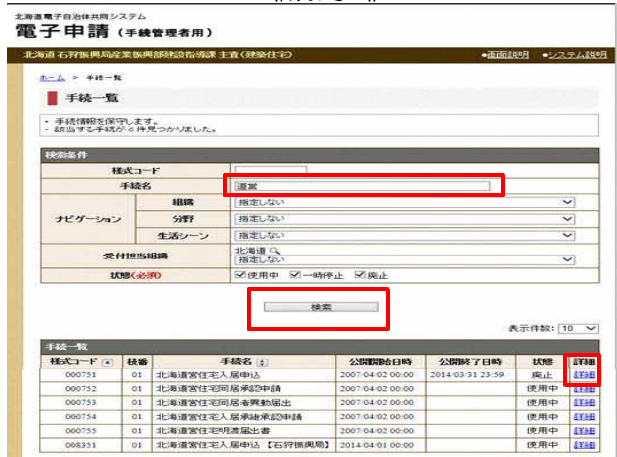 北海道電子自治体共同システム
電子申請（手続管理者用）
北海道 石狩振興局産業振興部建設指導課 主査(建築住宅) ●画面説明 ●システム説明
ホーム > 手続一覧
手続一覧
・手続情報を保守します。
・該当する手続が 6 件見つかりました。
検索条件
様式コード
手続名 道営
ナビゲーション 組織 指定しない
分野 指定しない
生活シーン 指定しない
受付担当組織 北海道
指定しない
状態(必須) 使用中 一時停止 廃止
検索
表示件数: 10
手続一覧
様式コード 枝番 手続名 公開開始日時 公開終了日時 状態 詳細
000751 01 北海道営住宅入居申込 2007/04/02 00:00 2014/03/31 23:59 廃止 詳細
000752 01 北海道営住宅同居承認申請 2007/04/02 00:00 使用中 詳細
000753 01 北海道営住宅同居者異動届出 2007/04/02 00:00 使用中 詳細
000754 01 北海道営住宅入居承継承認申請 2007/04/02 00:00 使用中 詳細
000755 01 北海道営住宅明渡届出書 2007/04/02 00:00 使用中 詳細
008351 01 北海道営住宅入居申込【石狩振興局】 2014/04/01 00:00 使用中 詳細